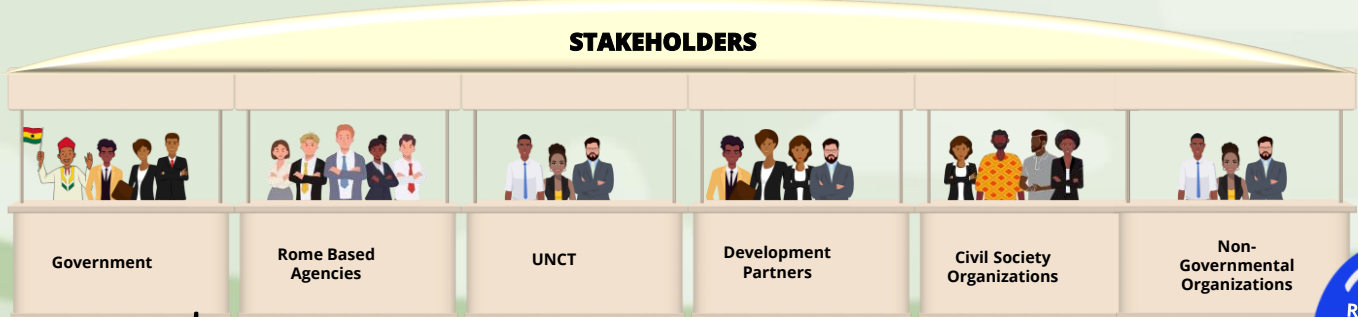 STAKEHOLDERS
Government
Rome Based
Agencies
UNCT
Development
Partners
Civil Society
Organizations
Non-
Governmental
Organizations
R